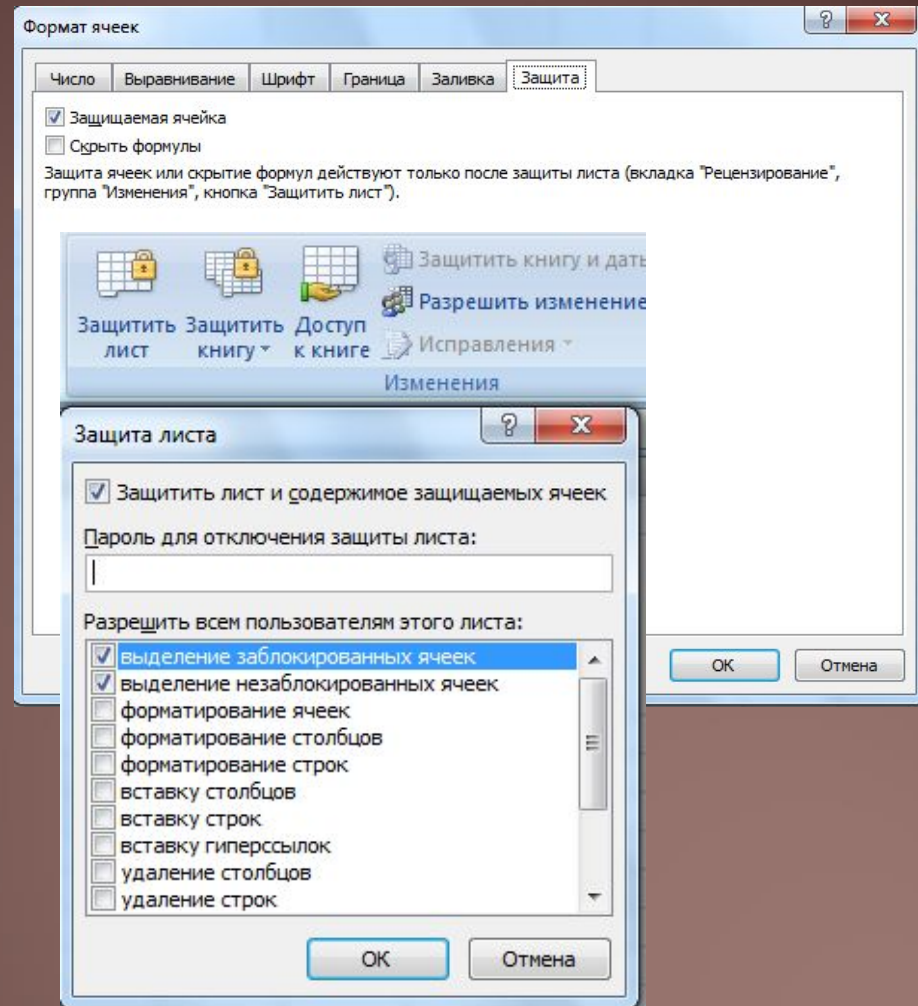 Формат ячеек
Число Выравнивание Шрифт Граница Заливка Защита
Защищаемая ячейка
Скрыть формулы
Защита ячеек или скрытие формул действуют только после защиты листа (вкладка "Рецензирование",
группа "Изменения", кнопка "Защитить лист").
Защитить лист
Защитить книгу
Доступ к книге
Защитить книгу и дать
Разрешить изменение
Исправления
Изменения
Защита листа
Защитить лист и содержимое защищаемых ячеек
Пароль для отключения защиты листа:
Разрешить всем пользователям этого листа:
выделение заблокированных ячеек
выделение незаблокированных ячеек
форматирование ячеек
форматирование столбцов
форматирование строк
вставку столбцов
вставку строк
вставку гиперссылок
удаление столбцов
удаление строк
ОК Отмена
ОК Отмена